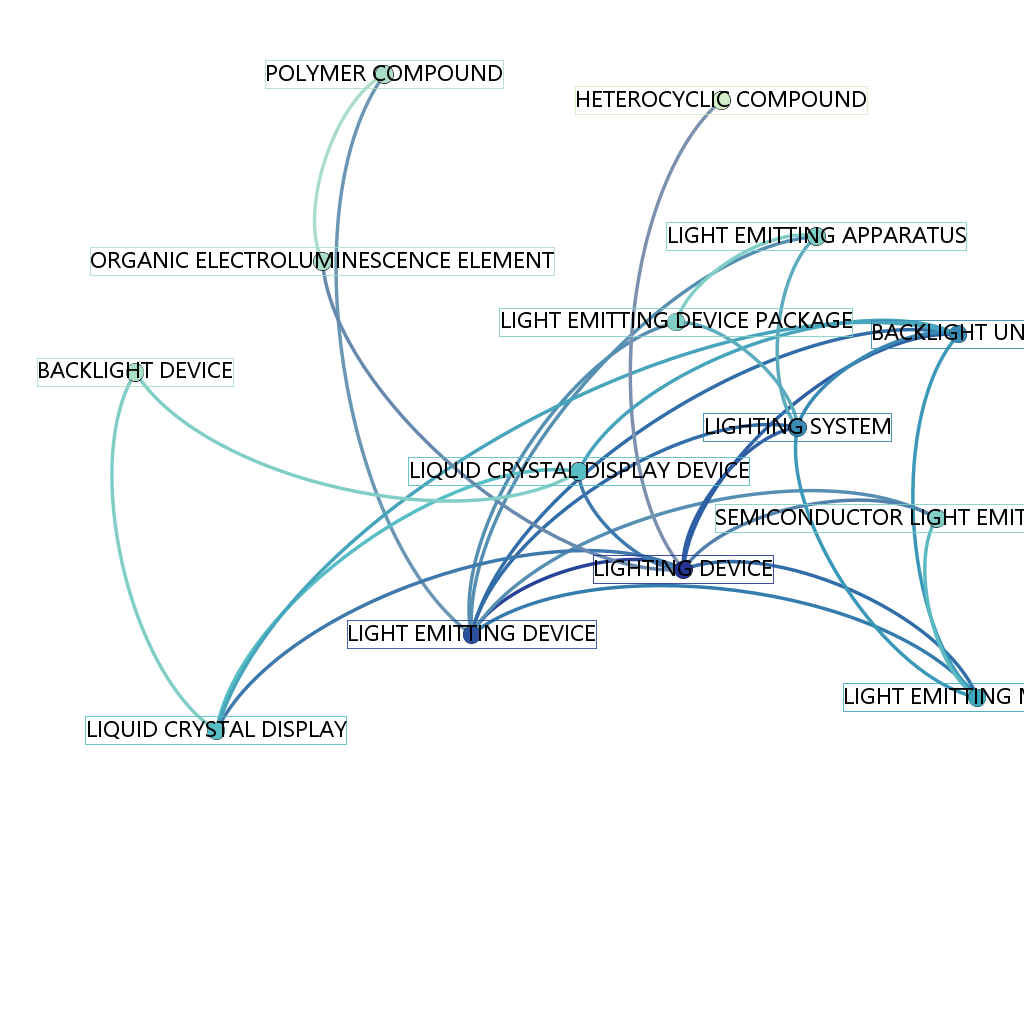 POLYMER COMPOUND
HETEROCYCLIC COMPOUND
LIGHT EMITTING APPARATUS
ORGANIC ELECTROLUMINESCENCE ELEMENT
LIGHT EMITTING DEVICE PACKAGE
BACKLIGHT UN
BACKLIGHT DEVICE
LIGHTING SYSTEM
LIQUID CRYSTAL DISPLAY DEVICE
SEMICONDUCTOR LIGHT EMIT
LIGHTING DEVICE
LIGHT EMITTING DEVICE
LIGHT EMITTING M
LIQUID CRYSTAL DISPLAY